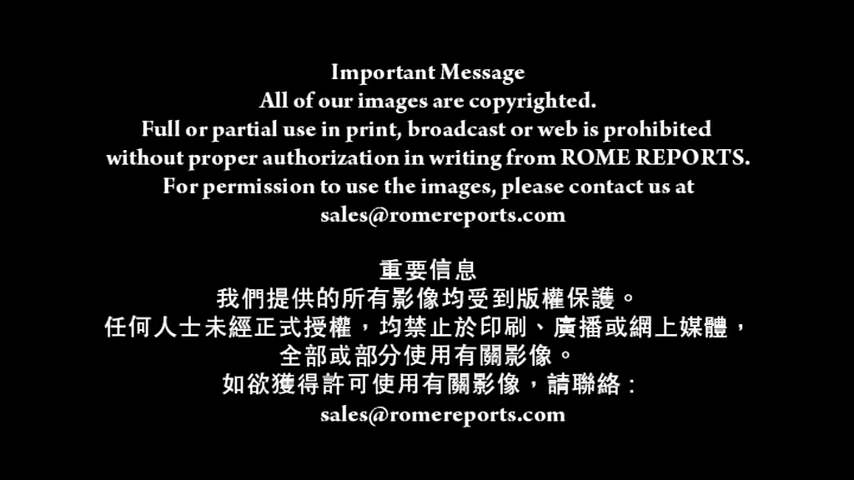 Important Message
All of our images are copyrighted.
Full or partial use in print, broadcast or web is prohibited
without proper authorization in writing from ROME REPORTS.
For permission to use the images, please contact us at
sales@romereports.com
重要信息
我們提供的所有影像均受到版權保護。
任何人士未經正式授權，均禁止於印刷、廣播或網上媒體，
全部或部分使用有關影像。
如欲獲得許可使用有關影像，請聯絡：
sales@romereports.com